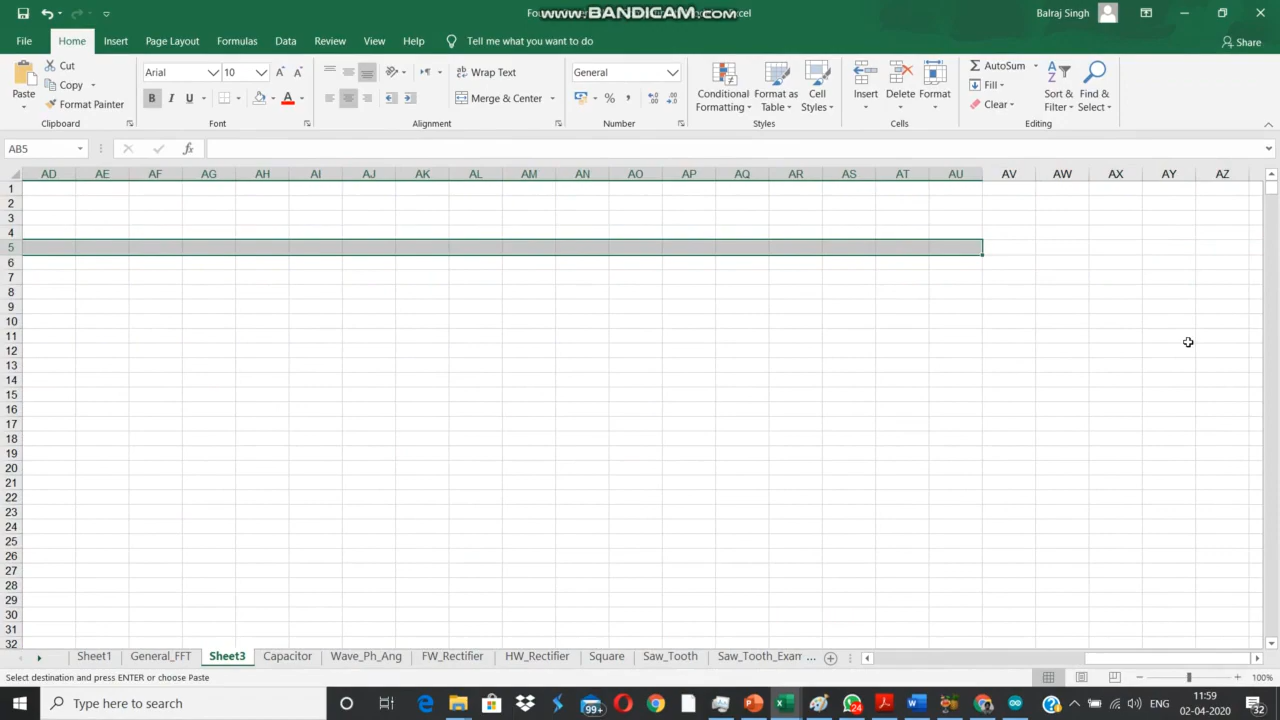 Fou
www.BANDICAM.com
Excel
Balraj Singh
File Home Insert Page Layout Formulas Data Review View Help Tell me what you want to do Share
Paste
Cut
Copy
Format Painter
Clipboard
Arial 10
B I U A
Font
Wrap Text
Merge & Center
Alignment
General
% ,
Number
Conditional Formatting
Format as Table
Cell Styles
Styles
Insert Delete Format
Cells
AutoSum
Fill
Clear
Sort & Filter
Find & Select
Editing
AB5 fx
AD AE AF AG AH AI AJ AK AL AM AN AO AP AQ AR AS AT AU AV AW AX AY AZ
1
2
3
4
5
6
7
8
9
10
11
12
13
14
15
16
17
18
19
20
21
22
23
24
25
26
27
28
29
30
31
32
Sheet1 General_FFT Sheet3 Capacitor Wave_Ph_Ang FW_Rectifier HW_Rectifier Square Saw_Tooth Saw_Tooth_Exam ...
Select destination and press ENTER or choose Paste 100%
Type here to search 99+ 24 ENG 11:59
02-04-2020 32